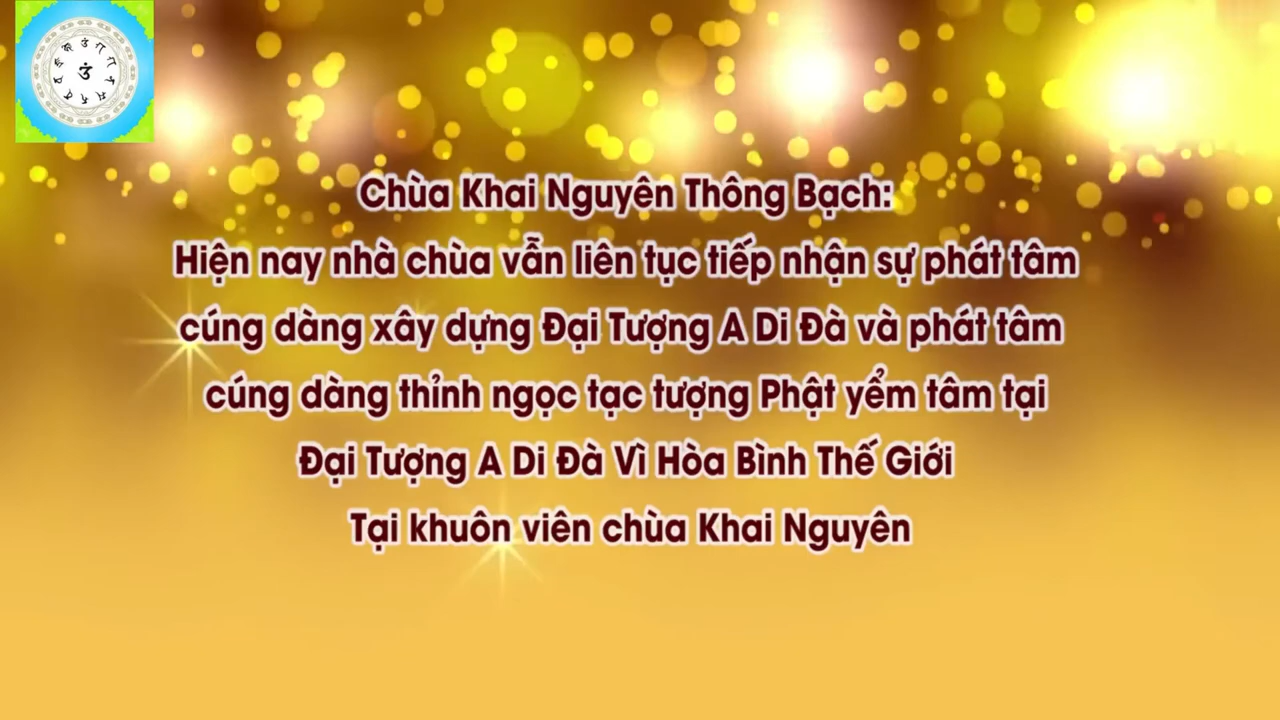 Chùa Khai Nguyên Thông Bạch:
Hiện nay nhà chùa vẫn liên tục tiếp nhận sự phát tâm
cúng dàng xây dựng Đại Tượng A Di Đà và phát tâm
cúng dàng thỉnh ngọc tạc tượng Phật yểm tâm tại
Đại Tượng A Di Đà Vì Hòa Bình Thế Giới
Tại khuôn viên chùa Khai Nguyên